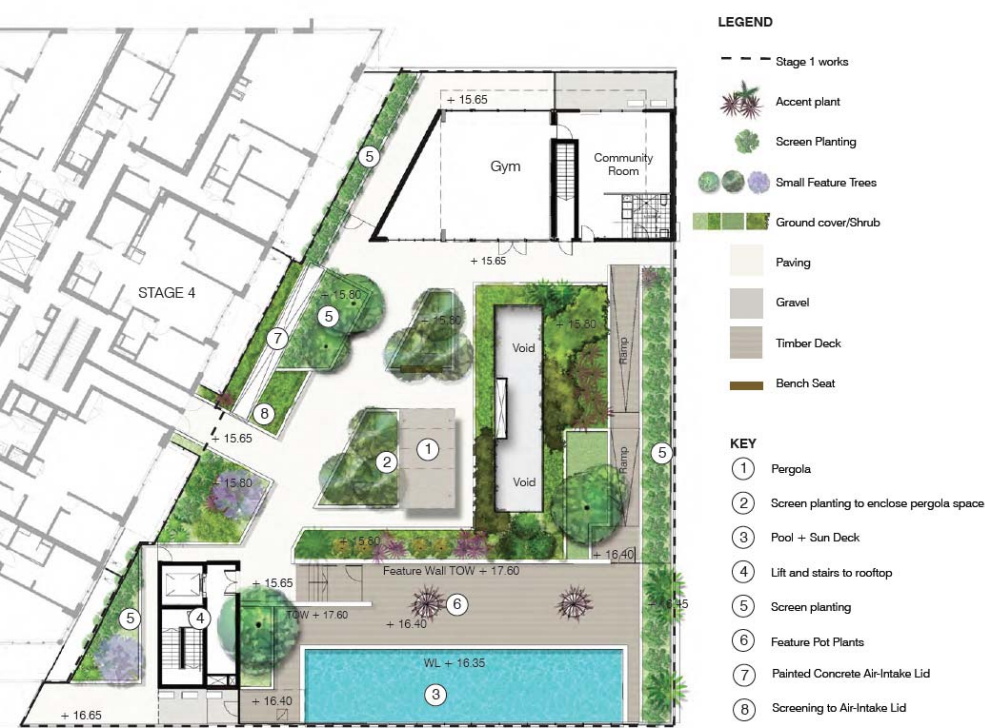 LEGEND
Stage 1 works
Accent plant
Screen Planting
Small Feature Trees
Ground cover/Shrub
Paving
Gravel
Timber Deck
Bench Seat
KEY
1 Pergola
2 Screen planting to enclose pergola space
3 Pool + Sun Deck
4 Lift and stairs to rooftop
5 Screen planting
6 Feature Pot Plants
7 Painted Concrete Air-Intake Lid
8 Screening to Air-Intake Lid
+ 15.65
5
Gym
Community
Room
+ 15.65
STAGE 4
+ 15.80
5
+ 15.80
+ 15.80
7
Void
Ramp
8
+ 15.65
1
2
5
Ramp
+ 15.80
Void
+ 15.80
+ 16.40
Feature Wall TOW + 17.60
+ 15.65
6
TOW + 17.60
+ 16.40
5
4
WL + 16.35
3
+ 16.40
+ 16.65